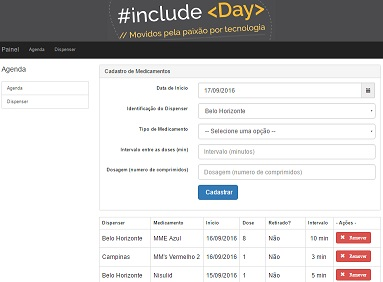 #include <Day>
// Movidos pela paixão por tecnologia
Painel Agenda Dispenser
Agenda
Agenda
Dispenser
Cadastro de Medicamentos
Data de Início 17/09/2016
Identificação do Dispenser Belo Horizonte
Tipo de Medicamento -- Selecione uma opção --
Intervalo entre as doses (min) Intervalo (minutos)
Dosagem (numero de comprimidos) Dosagem (numero de comprimidos)
Cadastrar
Dispenser Medicamento Início Dose Retirado? Intervalo - Ações -
Belo Horizonte MME Azul 16/09/2016 8 Não 10 min Remover
Campinas MM's Vermelho 2 16/09/2016 1 Não 3 min Remover
Belo Horizonte Nisulid 15/09/2016 1 Não 5 min Remover